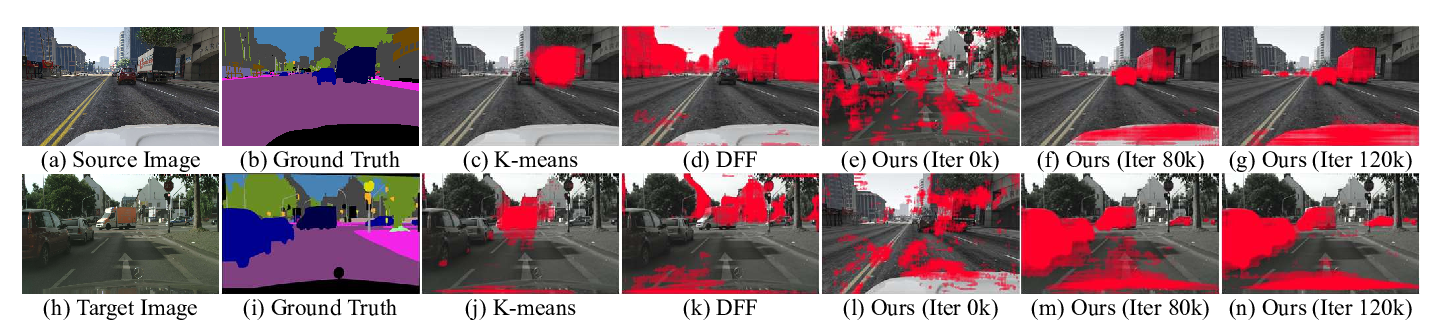 (a) Source Image (b) Ground Truth (c) K-means (d) DFF (e) Ours (Iter 0k) (f) Ours (Iter 80k) (g) Ours (Iter 120k)
(h) Target Image (i) Ground Truth (j) K-means (k) DFF (l) Ours (Iter 0k) (m) Ours (Iter 80k) (n) Ours (Iter 120k)